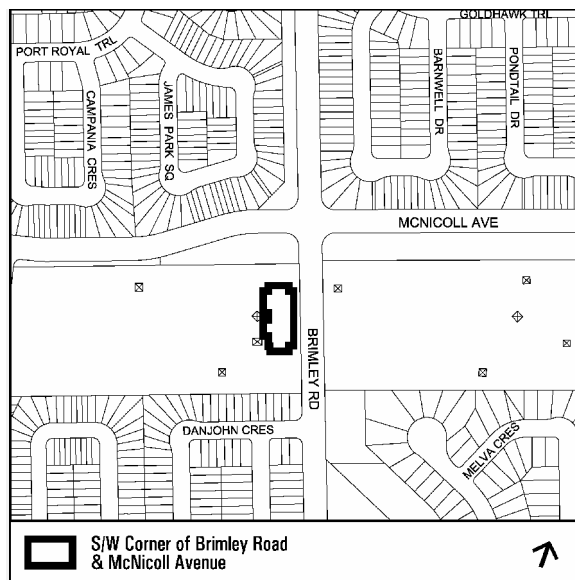 GOLDHAWK TRL
PORT ROYAL TRL
CAMPANIA CRES
JAMES PARK SQ
BARNWELL DR
PONDTAIL DR
MCNICOLL AVE
BRIMLEY RD
DANJOHN CRES
MELVA CRES
S/W Corner of Brimley Road
& McNicoll Avenue